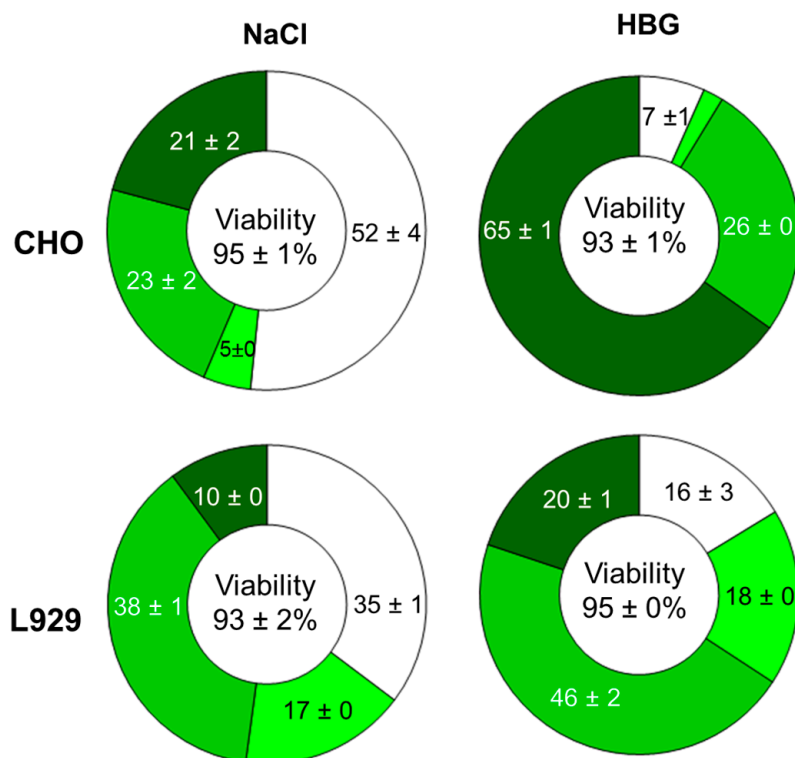 NaCl
HBG
CHO
21 ± 2
52 ± 4
23 ± 2
5±0
Viability
95 ± 1%
7 ±1
26 ± 0
65 ± 1
Viability
93 ± 1%
L929
10 ± 0
35 ± 1
38 ± 1
17 ± 0
Viability
93 ± 2%
20 ± 1
16 ± 3
18 ± 0
46 ± 2
Viability
95 ± 0%